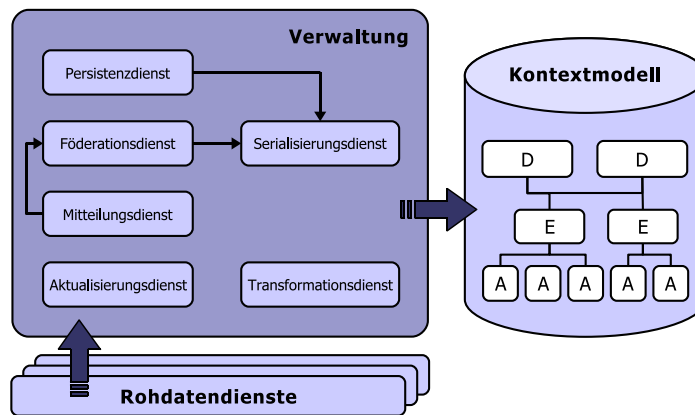 Verwaltung
Persistenzdienst
Föderationsdienst
Serialisierungsdienst
Mitteilungsdienst
Aktualisierungsdienst
Transformationsdienst
Rohdatendienste
Kontextmodell
D D
E E
A A A A A